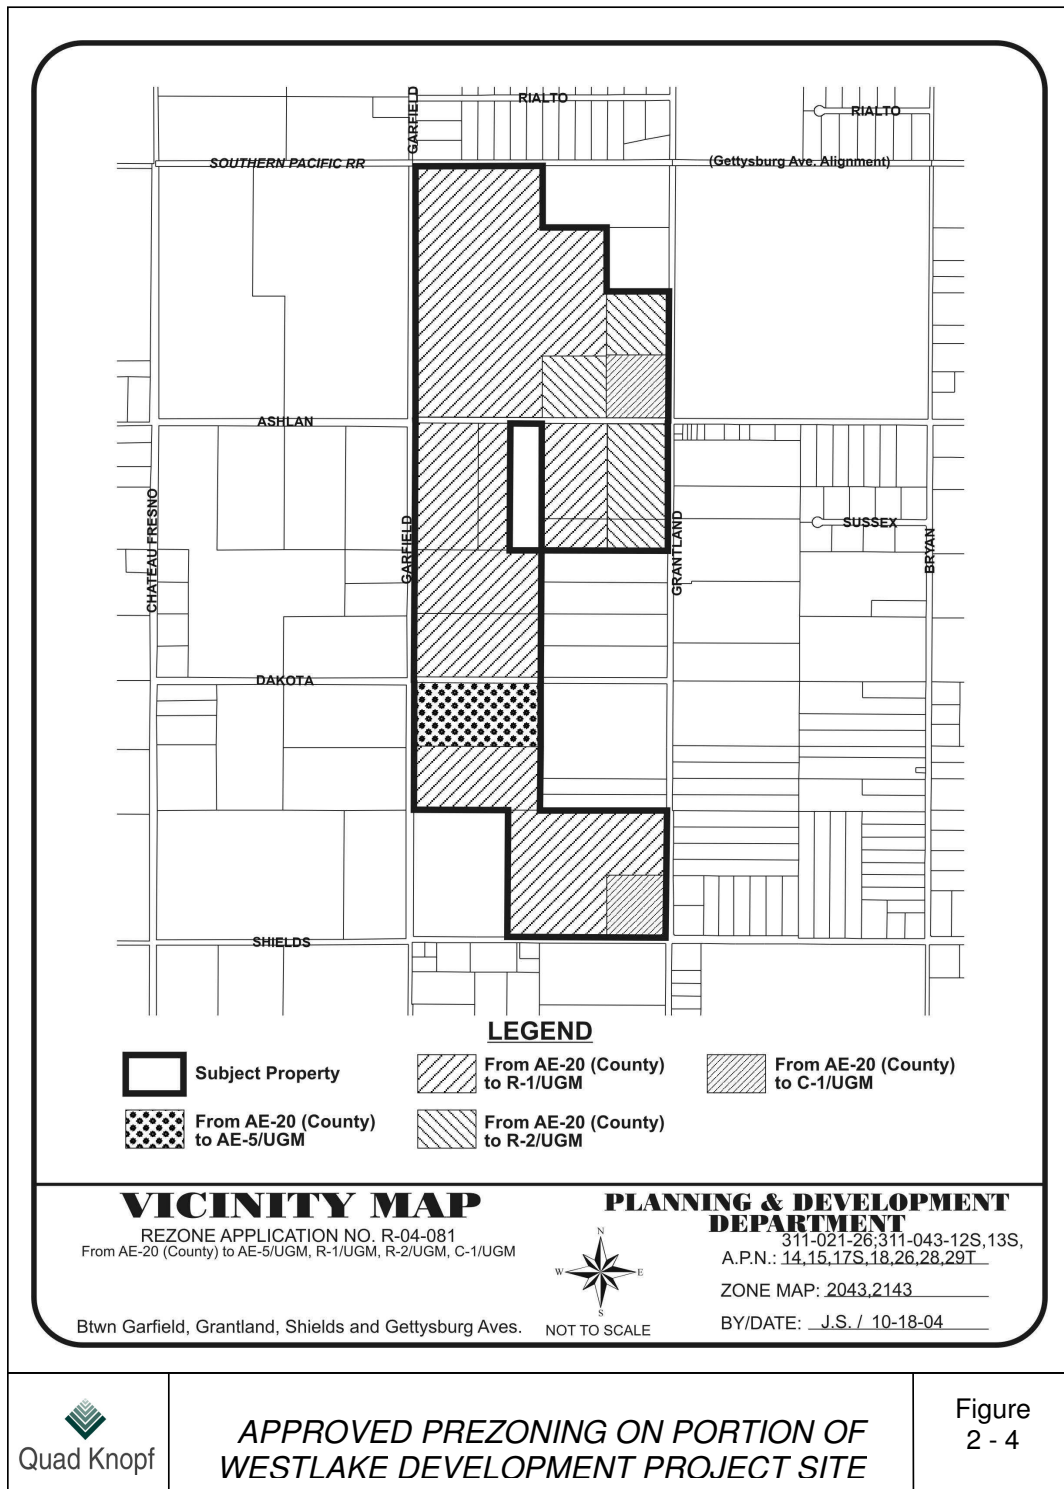 RIALTO
RIALTO
GARFIELD
SOUTHERN PACIFIC RR
(Gettysburg Ave. Alignment)
ASHLAN
CHATEAU FRESNO
GARFIELD
GRANTLAND
SUSSEX
BRYAN
DAKOTA
SHIELDS
LEGEND
Subject Property
From AE-20 (County)
to R-1/UGM
From AE-20 (County)
to C-1/UGM
From AE-20 (County)
to AE-5/UGM
From AE-20 (County)
to R-2/UGM
VICINITY MAP
REZONE APPLICATION NO. R-04-081
From AE-20 (County) to AE-5/UGM, R-1/UGM, R-2/UGM, C-1/UGM
Btwn Garfield, Grantland, Shields and Gettysburg Aves.
N
W
E
S
NOT TO SCALE
PLANNING & DEVELOPMENT
DEPARTMENT
311-021-26;311-043-12S,13S,
A.P.N.: 14,15,17S,18,26,28,29T
ZONE MAP: 2043,2143
BY/DATE: J.S. / 10-18-04
Quad Knopf
APPROVED PREZONING ON PORTION OF
WESTLAKE DEVELOPMENT PROJECT SITE
Figure
2 - 4